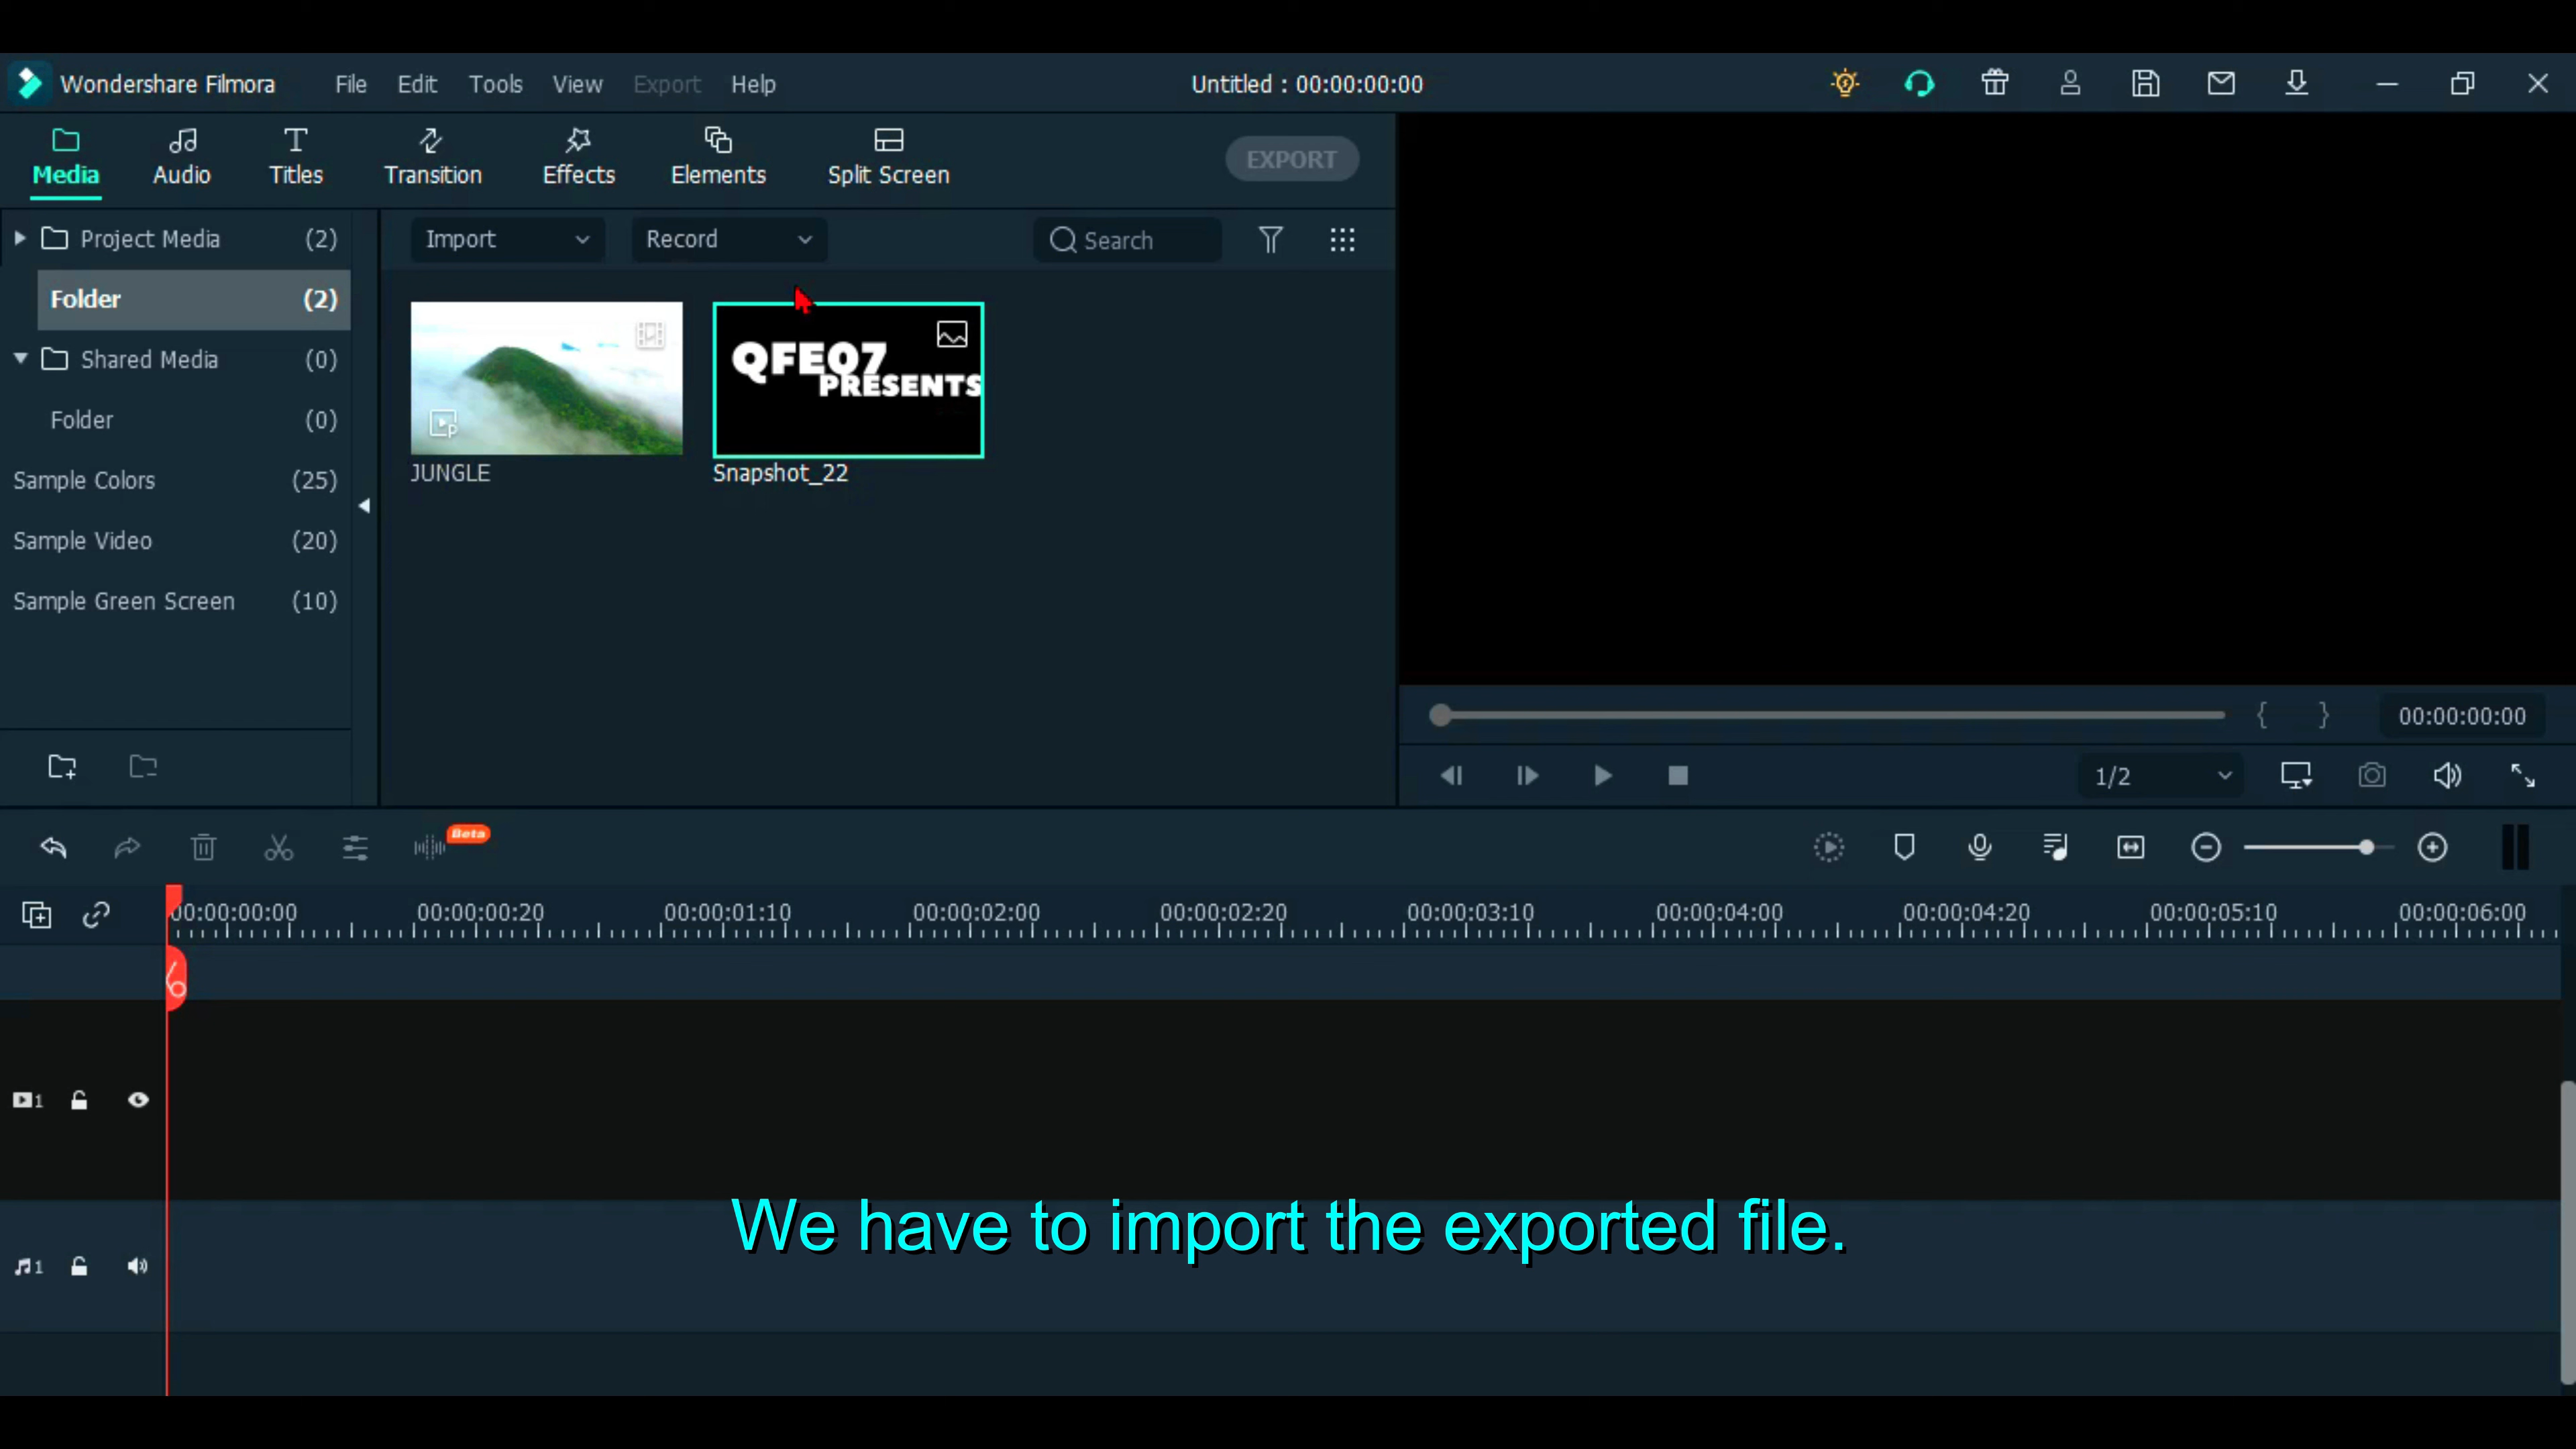 Wondershare Filmora File Edit Tools View Export Help Untitled : 00:00:00:00
Media Audio Titles Transition Effects Elements Split Screen EXPORT
Project Media (2) Import Record Search
Folder (2)
Shared Media (0)
Folder (0)
Sample Colors (25)
Sample Video (20)
Sample Green Screen (10)
QFE07
PRESENTS
JUNGLE Snapshot_22
00:00:00:00
1/2
Beta
00:00:00:00 00:00:00:20 00:00:01:10 00:00:02:00 00:00:02:20 00:00:03:10 00:00:04:00 00:00:04:20 00:00:05:10 00:00:06:00
1
We have to import the exported file.
1